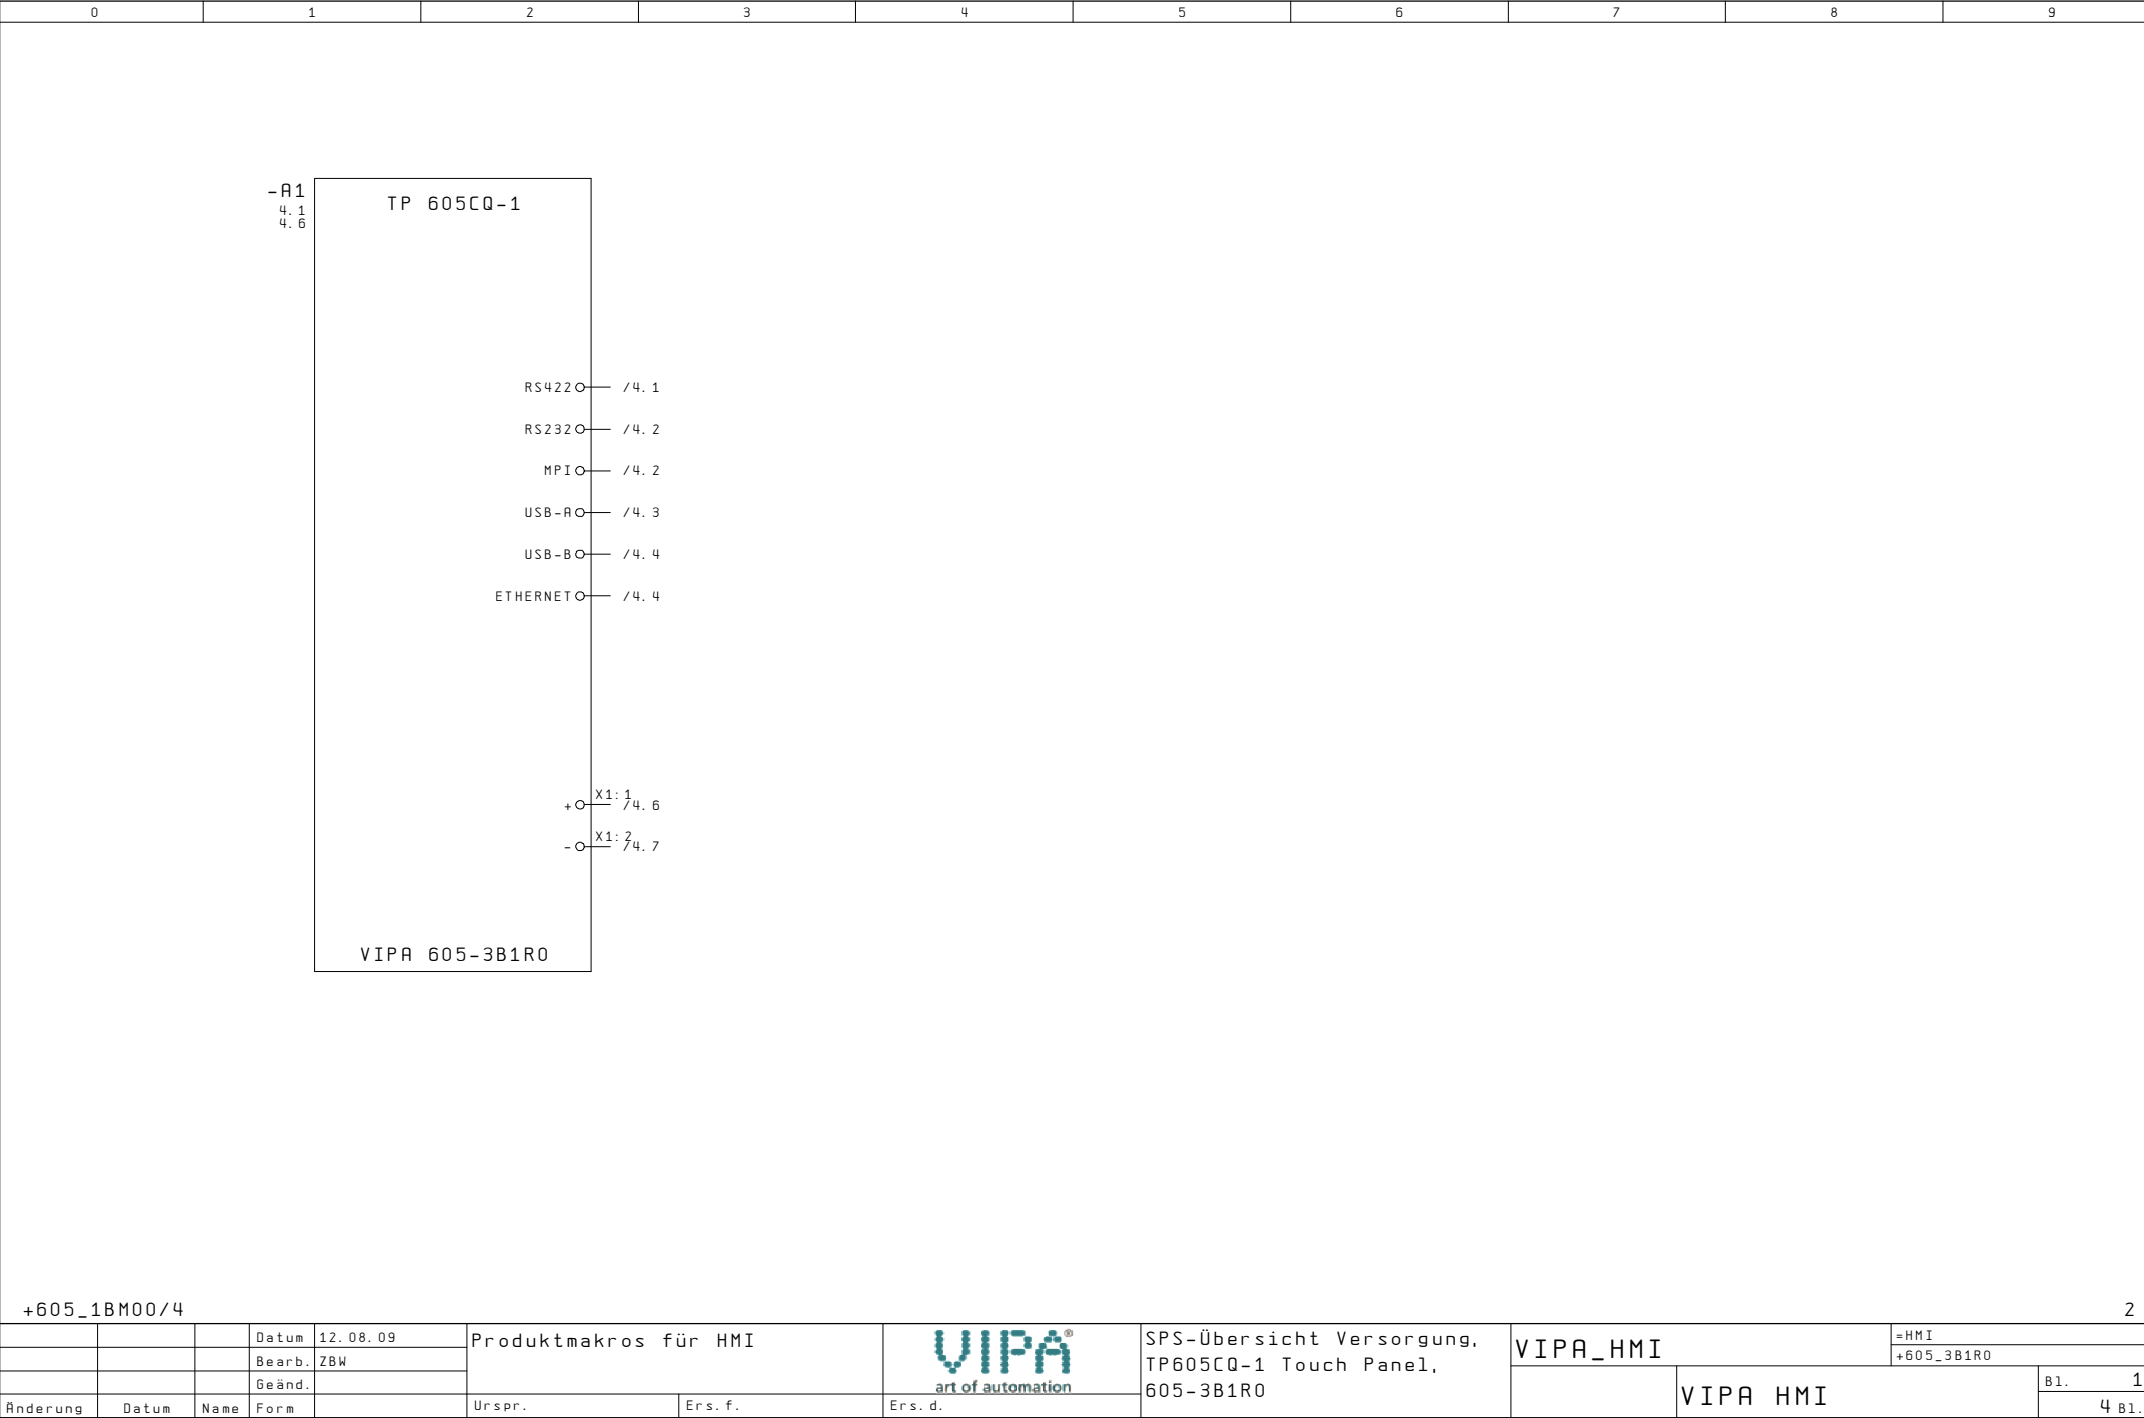 0 1 2 3 4 5 6 7 8 9
-A1
4.1
4.6
TP 605CQ-1
RS422 /4.1
RS232 /4.2
MPI /4.2
USB-A /4.3
USB-B /4.4
ETHERNET /4.4
X1:1
+ /4.6
X1:2
- /4.7
VIPA 605-3B1R0
+605_1BM00/4 2
Datum 12.08.09
Bearb. ZBW
Geänd.
Änderung Datum Name Form
Produktmakros für HMI
Urspr. Ers.f. Ers.d.
VIPA®
art of automation
SPS-Übersicht Versorgung,
TP605CQ-1 Touch Panel,
605-3B1R0
VIPA_HMI
VIPA HMI
=HMI
+605_3B1R0
Bl. 1
4 Bl.